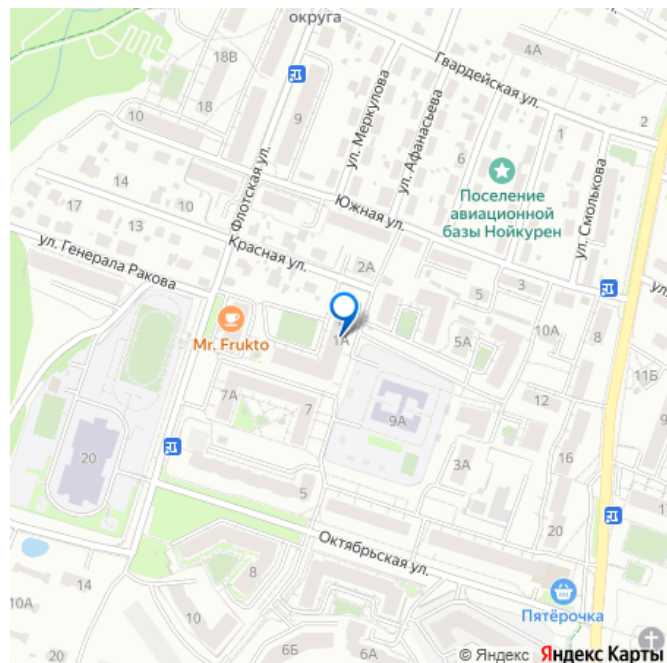 округа
4А
Гвардейская ул.
18В
18
9
10
2
1
6
ул. Меркулова
ул. Афанасьева
Поселение
авиационной
базы Нойкурен
ул. Смолькова
14
17
13
10
Флотская ул.
Южная ул.
Красная ул.
ул. Генерала Ракова
2А
5
3
Mr. Frukto
1А
5А
10А
8
11Б
7А
7
9А
12
9
20
3А
16
5
20
17
Октябрьская ул.
14
10А
8
10
20
6Б
6А
Пятёрочка
© Яндекс Яндекс Карты